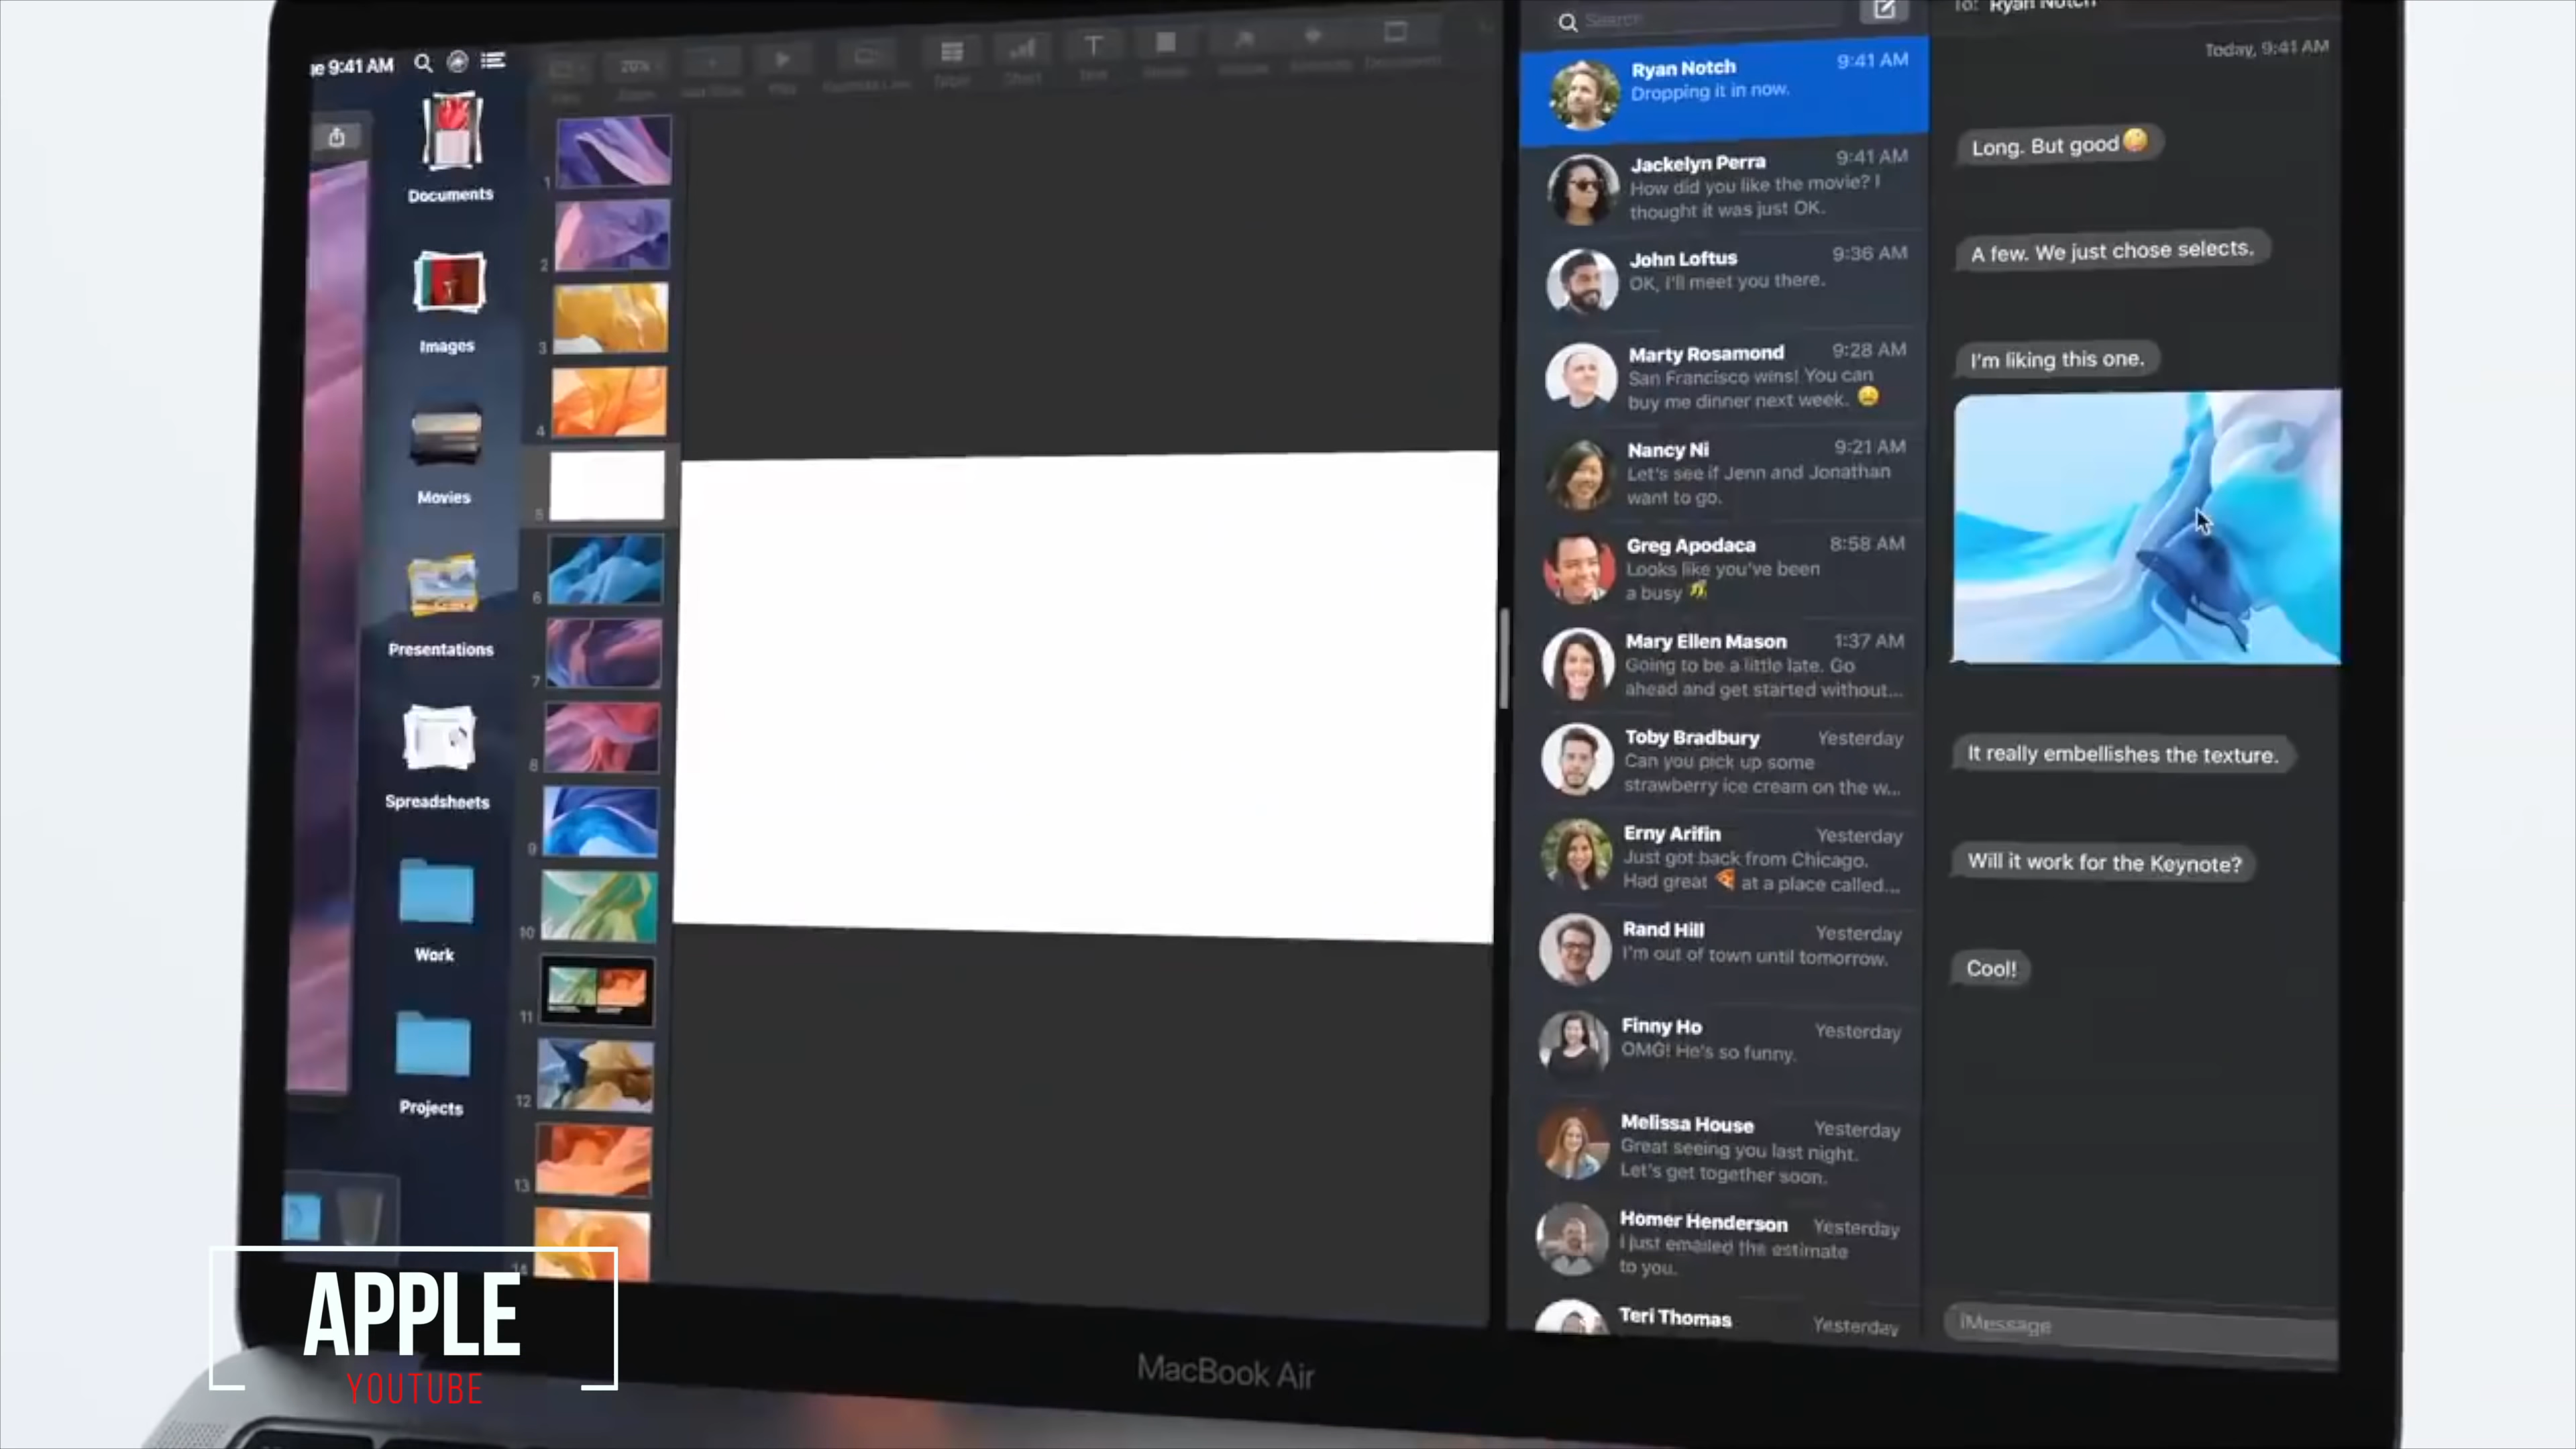 9:41 AM
Documents
Images
Movies
Presentations
Spreadsheets
Work
Projects
20%
1
2
3
4
5
6
7
8
9
10
11
12
13
14
Search
Ryan Notch
9:41 AM
Dropping it in now.
Jackelyn Perra
9:41 AM
How did you like the movie? I
thought it was just OK.
John Loftus
9:36 AM
OK, I'll meet you there.
Marty Rosamond
9:28 AM
San Francisco wins! You can
buy me dinner next week. 😩
Nancy Ni
9:21 AM
Let's see if Jenn and Jonathan
want to go.
Greg Apodaca
8:58 AM
Looks like you've been
a busy
Mary Ellen Mason
1:37 AM
Going to be a little late. Go
ahead and get started without...
Toby Bradbury
Yesterday
Can you pick up some
strawberry ice cream on the w...
Erny Arifin
Yesterday
Just got back from Chicago.
Had great 🍕 at a place called...
Rand Hill
Yesterday
I'm out of town until tomorrow.
Finny Ho
Yesterday
OMG! He's so funny.
Melissa House
Yesterday
Great seeing you last night.
Let's get together soon.
Homer Henderson
Yesterday
I just emailed the estimate
to you.
Teri Thomas
Yesterday
To: Ryan Notch
Today, 9:41 AM
Long. But good
A few. We just chose selects.
I'm liking this one.
It really embellishes the texture.
Will it work for the Keynote?
Cool!
iMessage
MacBook Air
APPLE
YOUTUBE